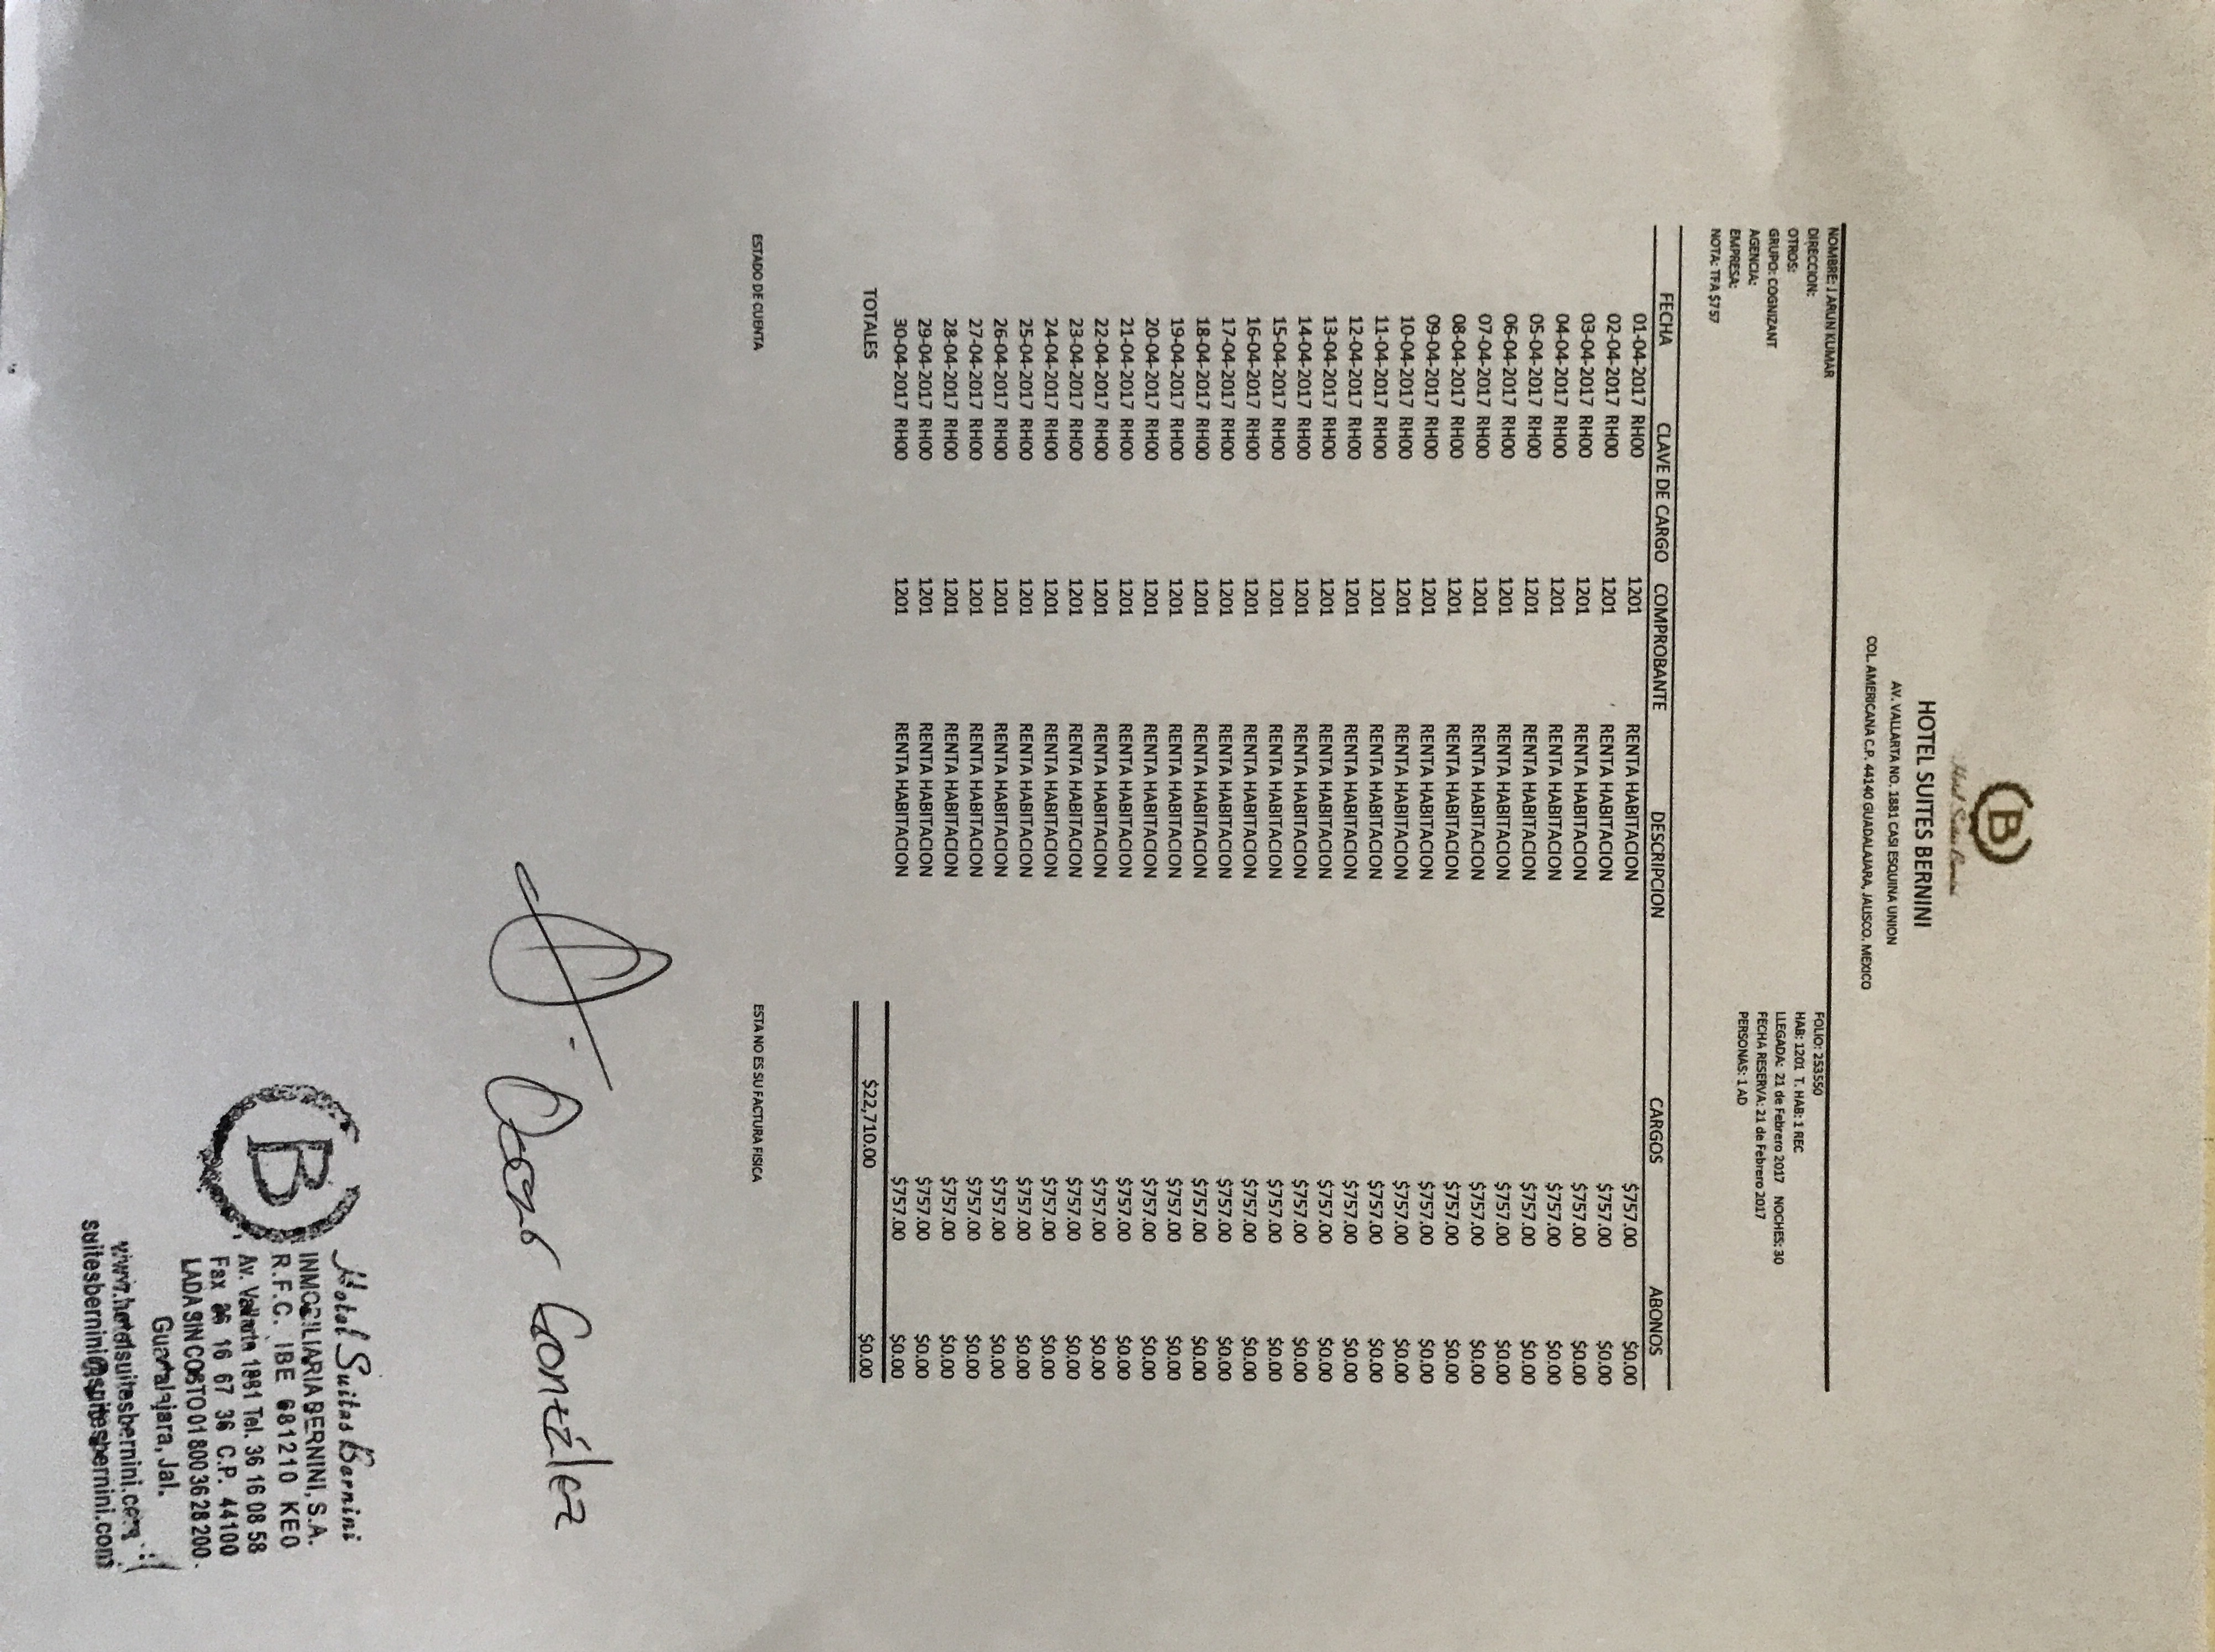 B
Hotel Suites Bernini
HOTEL SUITES BERNINI
AV. VALLARTA NO. 1881 CASI ESQUINA UNION
COL. AMERICANA C.P. 44140 GUADALAJARA, JALISCO. MEXICO
NOMBRE: J ARUN KUMAR FOLIO: 253550
DIRECCION: HAB: 1201 T. HAB: 1 REC
OTROS: LLEGADA: 21 de Febrero 2017 NOCHES: 30
GRUPO: COGNIZANT FECHA RESERVA: 21 de Febrero 2017
AGENCIA: PERSONAS: 1 AD
EMPRESA:
NOTA: TFA $757
FECHA CLAVE DE CARGO COMPROBANTE DESCRIPCION CARGOS ABONOS
01-04-2017 RH00 1201 RENTA HABITACION $757.00 $0.00
02-04-2017 RH00 1201 RENTA HABITACION $757.00 $0.00
03-04-2017 RH00 1201 RENTA HABITACION $757.00 $0.00
04-04-2017 RH00 1201 RENTA HABITACION $757.00 $0.00
05-04-2017 RH00 1201 RENTA HABITACION $757.00 $0.00
06-04-2017 RH00 1201 RENTA HABITACION $757.00 $0.00
07-04-2017 RH00 1201 RENTA HABITACION $757.00 $0.00
08-04-2017 RH00 1201 RENTA HABITACION $757.00 $0.00
09-04-2017 RH00 1201 RENTA HABITACION $757.00 $0.00
10-04-2017 RH00 1201 RENTA HABITACION $757.00 $0.00
11-04-2017 RH00 1201 RENTA HABITACION $757.00 $0.00
12-04-2017 RH00 1201 RENTA HABITACION $757.00 $0.00
13-04-2017 RH00 1201 RENTA HABITACION $757.00 $0.00
14-04-2017 RH00 1201 RENTA HABITACION $757.00 $0.00
15-04-2017 RH00 1201 RENTA HABITACION $757.00 $0.00
16-04-2017 RH00 1201 RENTA HABITACION $757.00 $0.00
17-04-2017 RH00 1201 RENTA HABITACION $757.00 $0.00
18-04-2017 RH00 1201 RENTA HABITACION $757.00 $0.00
19-04-2017 RH00 1201 RENTA HABITACION $757.00 $0.00
20-04-2017 RH00 1201 RENTA HABITACION $757.00 $0.00
21-04-2017 RH00 1201 RENTA HABITACION $757.00 $0.00
22-04-2017 RH00 1201 RENTA HABITACION $757.00 $0.00
23-04-2017 RH00 1201 RENTA HABITACION $757.00 $0.00
24-04-2017 RH00 1201 RENTA HABITACION $757.00 $0.00
25-04-2017 RH00 1201 RENTA HABITACION $757.00 $0.00
26-04-2017 RH00 1201 RENTA HABITACION $757.00 $0.00
27-04-2017 RH00 1201 RENTA HABITACION $757.00 $0.00
28-04-2017 RH00 1201 RENTA HABITACION $757.00 $0.00
29-04-2017 RH00 1201 RENTA HABITACION $757.00 $0.00
30-04-2017 RH00 1201 RENTA HABITACION $757.00 $0.00
TOTALES $22,710.00 $0.00
ESTADO DE CUENTA ESTA NO ES SU FACTURA FISICA
Oscar González
B
Hotel Suites Bernini
INMOBILIARIA BERNINI, S.A.
R.F.C. IBE 681210 KE0
Av. Vallarta 1881 Tel. 36 16 08 58
Fax 36 16 67 36 C.P. 44100
LADA SIN COSTO 01 800 36 28 200
Guadalajara, Jal.
www.hotelsuitesbernini.com
suitesbernini@suitesbernini.com